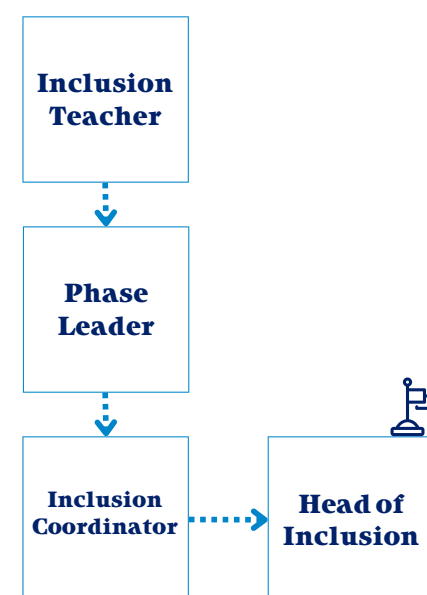 Inclusion
Teacher
Phase
Leader
Inclusion
Coordinator
Head of
Inclusion